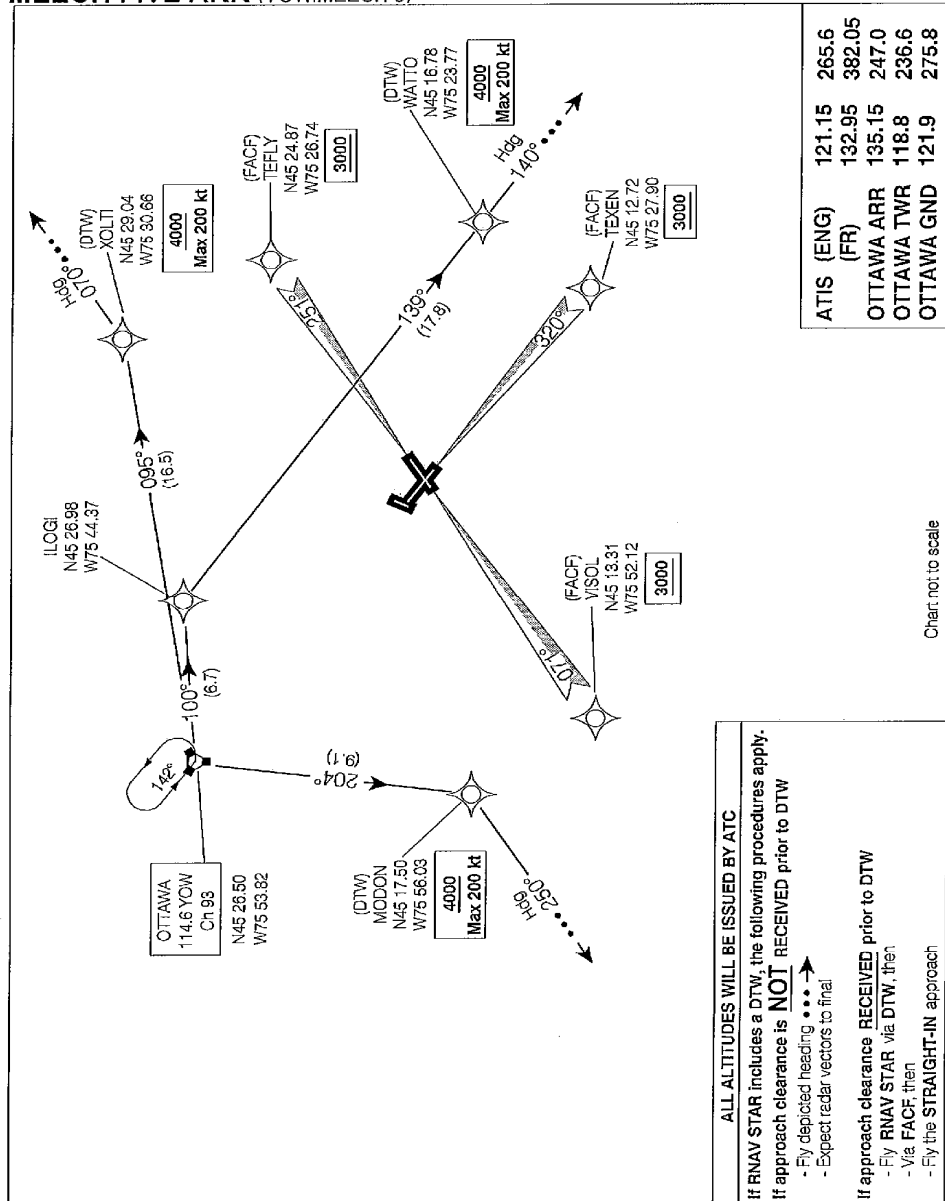 (DTW)
XOLTI
N45 29.04
W75 30.66
4000
Max 200 kt
Hdg
070°
(FACF)
TEFLY
N45 24.87
W75 26.74
3000
(DTW)
WATTO
N45 16.78
W75 23.77
4000
Max 200 kt
Hdg
140°
ILOGI
N45 26.98
W75 44.37
095°
(16.5)
100°
(6.7)
139°
(17.8)
251°
(FACF)
TEXEN
N45 12.72
W75 27.90
3000
320°
142°
OTTAWA
114.6 YOW
Ch 93
N45 26.50
W75 53.82
204°
(9.1)
(DTW)
MODON
N45 17.50
W75 56.03
4000
Max 200 kt
Hdg
250°
(FACF)
VISOL
N45 13.31
W75 52.12
3000
071°
ATIS (ENG) 121.15 265.6
(FR) 132.95 382.05
OTTAWA ARR 135.15 247.0
OTTAWA TWR 118.8 236.6
OTTAWA GND 121.9 275.8
Chart not to scale
ALL ALTITUDES WILL BE ISSUED BY ATC
If RNAV STAR includes a DTW, the following procedures apply.
If approach clearance is NOT RECEIVED prior to DTW
- Fly depicted heading
- Expect radar vectors to final
If approach clearance RECEIVED prior to DTW
- Fly RNAV STAR via DTW, then
- Via FACF, then
- Fly the STRAIGHT-IN approach